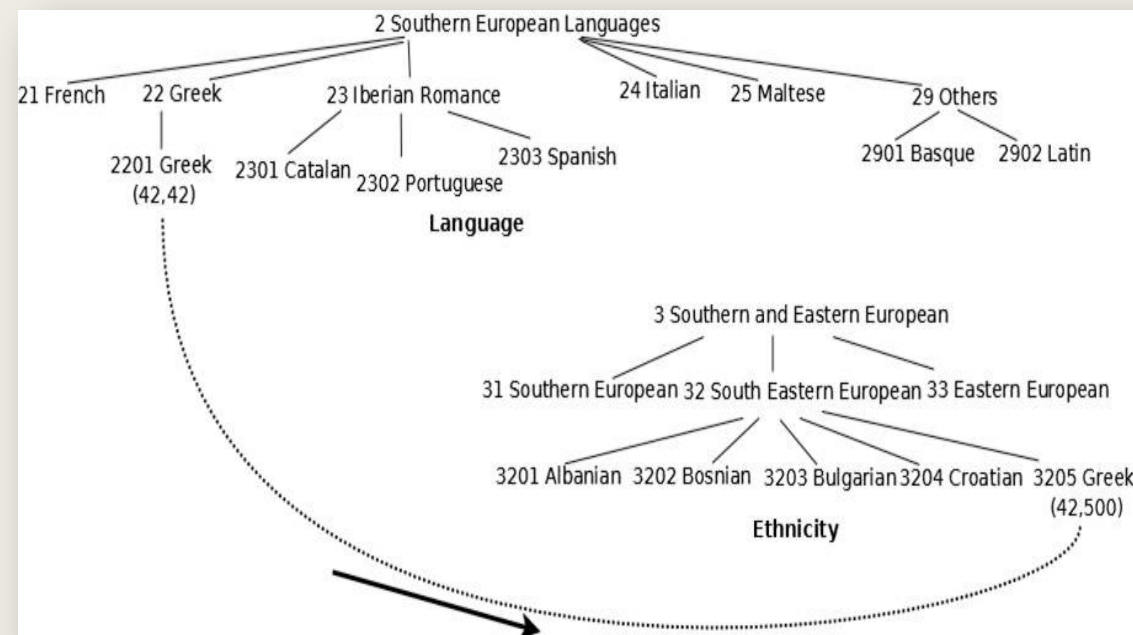 2 Southern European Languages
21 French
22 Greek
23 Iberian Romance
24 Italian
25 Maltese
29 Others
2201 Greek
(42,42)
2301 Catalan
2302 Portuguese
2303 Spanish
2901 Basque
2902 Latin
Language
3 Southern and Eastern European
31 Southern European
32 South Eastern European
33 Eastern European
3201 Albanian
3202 Bosnian
3203 Bulgarian
3204 Croatian
3205 Greek
(42,500)
Ethnicity